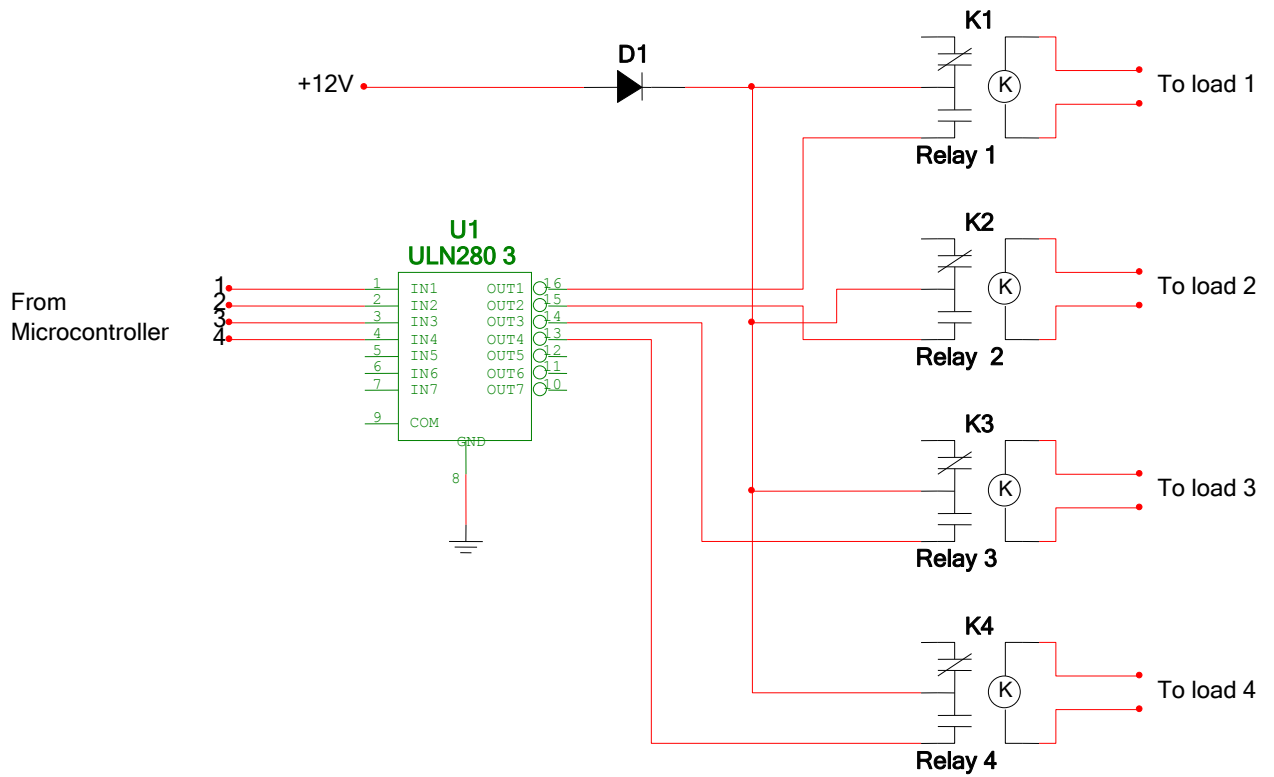 K1
D1
+12V
K
To load 1
Relay 1
K2
U1
ULN280 3
From
Microcontroller
1
2
3
4
1
2
3
4
5
6
7
9
IN1
IN2
IN3
IN4
IN5
IN6
IN7
COM
GND
8
OUT1
OUT2
OUT3
OUT4
OUT5
OUT6
OUT7
16
15
14
13
12
11
10
K
To load 2
Relay 2
K3
K
To load 3
Relay 3
K4
K
To load 4
Relay 4